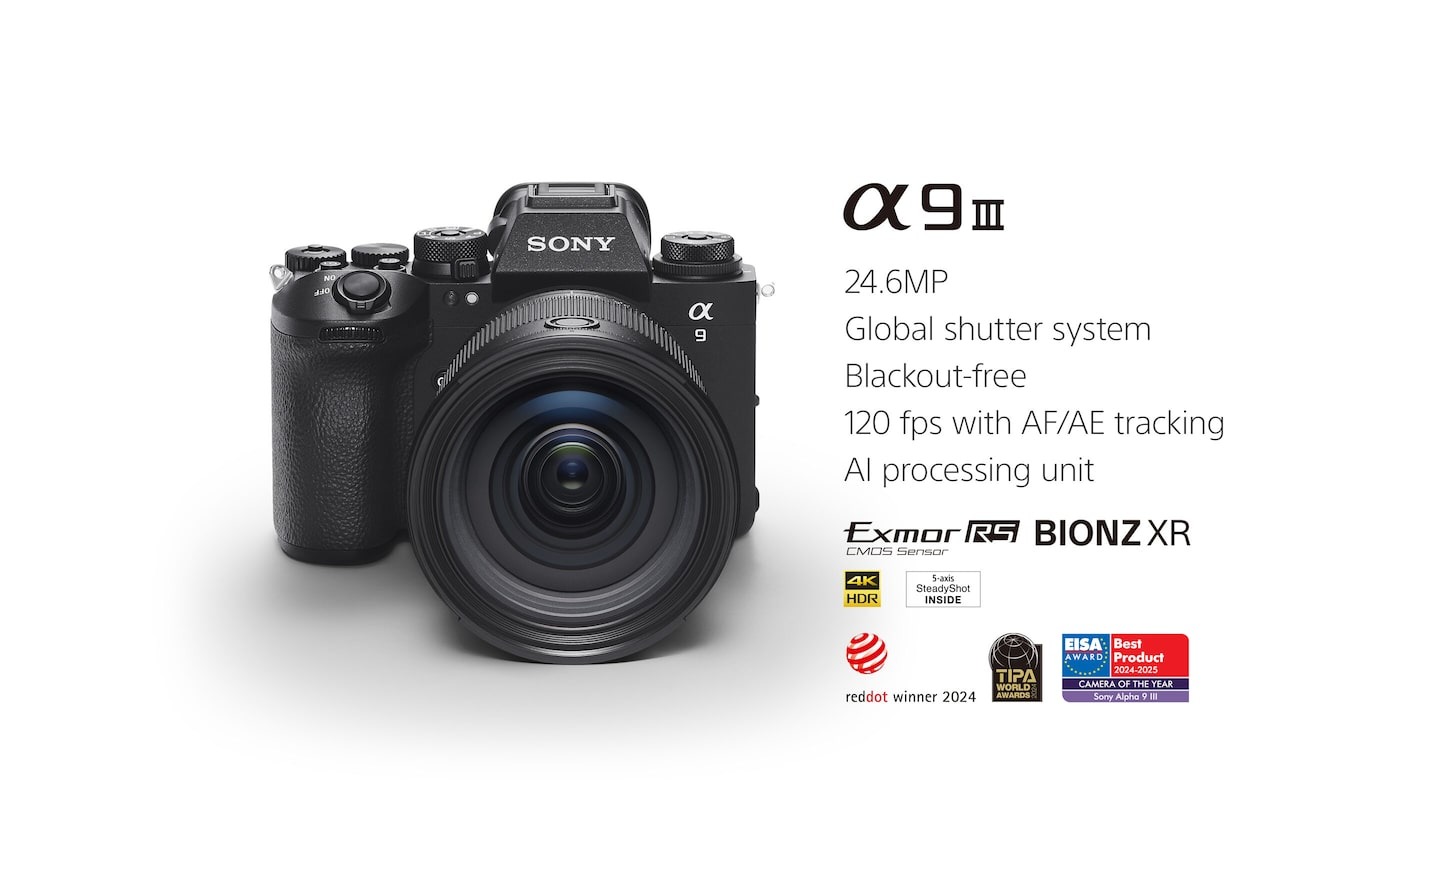 SONY
ON
OFF
α
9
α9III
24.6MP
Global shutter system
Blackout-free
120 fps with AF/AE tracking
AI processing unit
Exmor RS BIONZ XR
CMOS Sensor
4K
HDR
5-axis
SteadyShot
INSIDE
reddot winner 2024
TIPA
WORLD
AWARDS
2024
EISA
AWARD
Best
Product
2024-2025
CAMERA OF THE YEAR
Sony Alpha 9 III